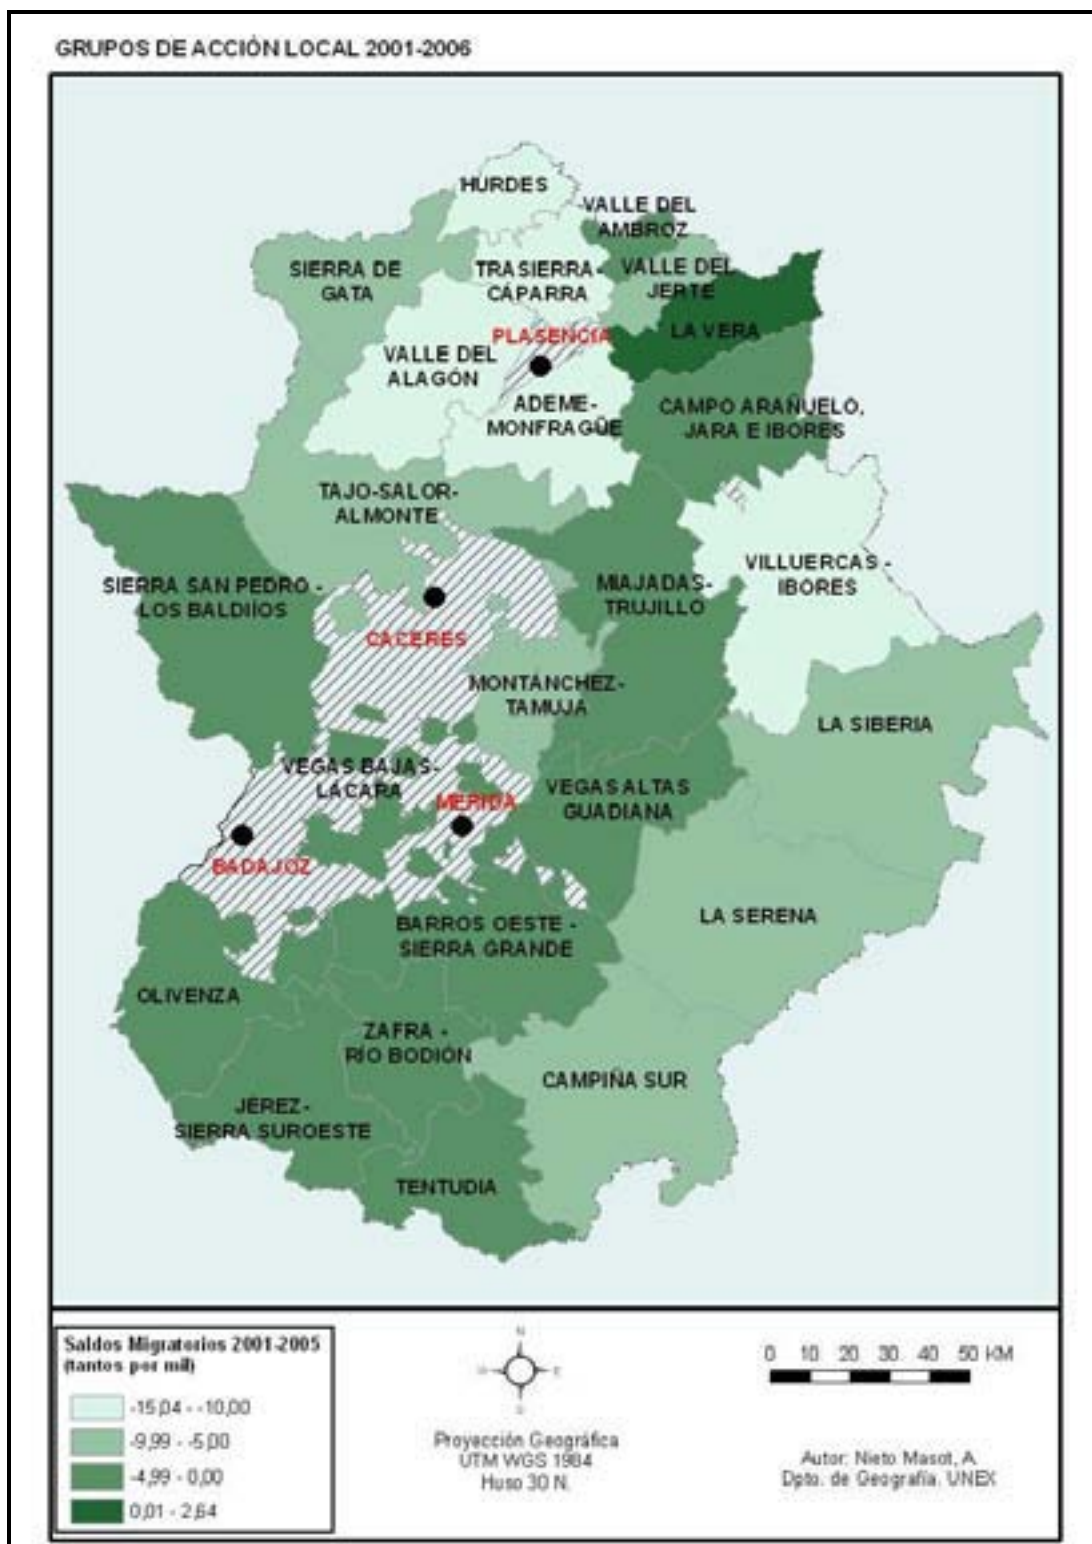 GRUPOS DE ACCIÓN LOCAL 2001-2006
HURDES
VALLE DEL
AMBROZ
SIERRA DE
GATA
TRASIERRA-
CÁPARRA
VALLE DEL
JERTE
LA VERA
PLASENCIA
VALLE DEL
ALAGÓN
ADEME-
MONFRAGÜE
CAMPO ARAÑUELO,
JARA E IBORES
TAJO-SALOR-
ALMONTE
SIERRA SAN PEDRO -
LOS BALDIÍOS
MIAJADAS-
TRUJILLO
VILLUERCAS -
IBORES
CACERES
MONTÁNCHEZ-
TAMUJA
LA SIBERIA
VEGAS BAJAS-
LACARA
MERIDA
VEGAS ALTAS
GUADIANA
BADAJOZ
LA SERENA
BARROS OESTE -
SIERRA GRANDE
OLIVENZA
ZAFRA -
RÍO BODIÓN
CAMPIÑA SUR
JEREZ-
SIERRA SUROESTE
TENTUDIA
Saldos Migratorios 2001-2005
(tantos por mil)
-15,04 - -10,00
-9,99 - -5,00
-4,99 - 0,00
0,01 - 2,64
N
E
S
Proyección Geográfica
UTM WGS 1984
Huso 30 N.
0 10 20 30 40 50 KM
Autor: Nieto Masot, A.
Dpto. de Geografía. UNEX